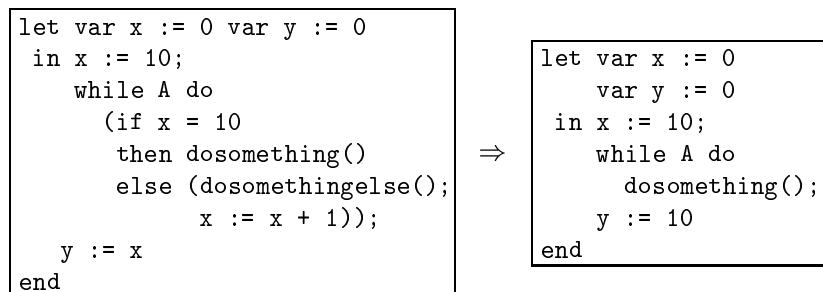 let var x := 0 var y := 0
in x := 10;
while A do
(if x = 10
then dosomething()
else (dosomethingelse();
x := x + 1));
y := x
end
⇒
let var x := 0
var y := 0
in x := 10;
while A do
dosomething();
y := 10
end